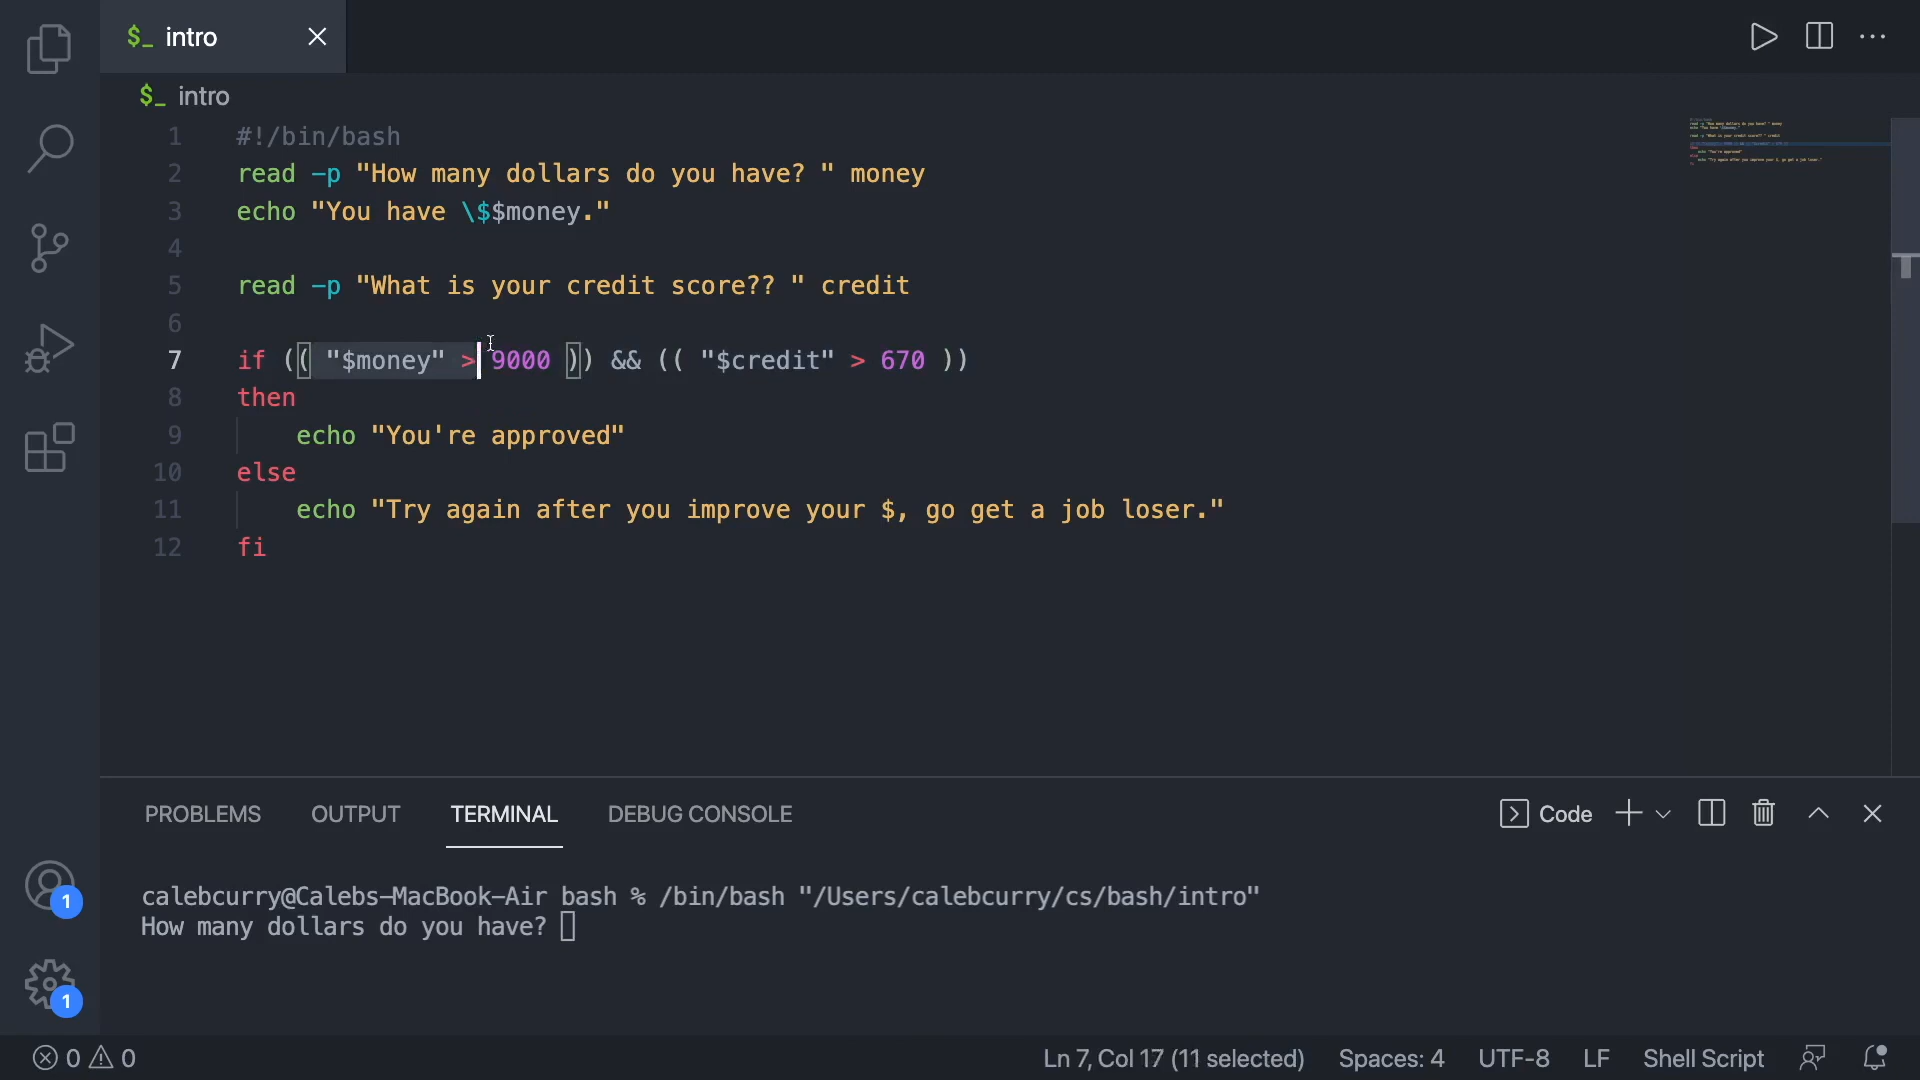 $_ intro
$_ intro
1 #!/bin/bash
2 read -p "How many dollars do you have? " money
3 echo "You have \$$money."
4
5 read -p "What is your credit score?? " credit
6
7 if (( "$money" > 9000 )) && (( "$credit" > 670 ))
8 then
9 echo "You're approved"
10 else
11 echo "Try again after you improve your $, go get a job loser."
12 fi
PROBLEMS OUTPUT TERMINAL DEBUG CONSOLE Code
calebcurry@Calebs-MacBook-Air bash % /bin/bash "/Users/calebcurry/cs/bash/intro"
How many dollars do you have?
1
1
0 0 Ln 7, Col 17 (11 selected) Spaces: 4 UTF-8 LF Shell Script